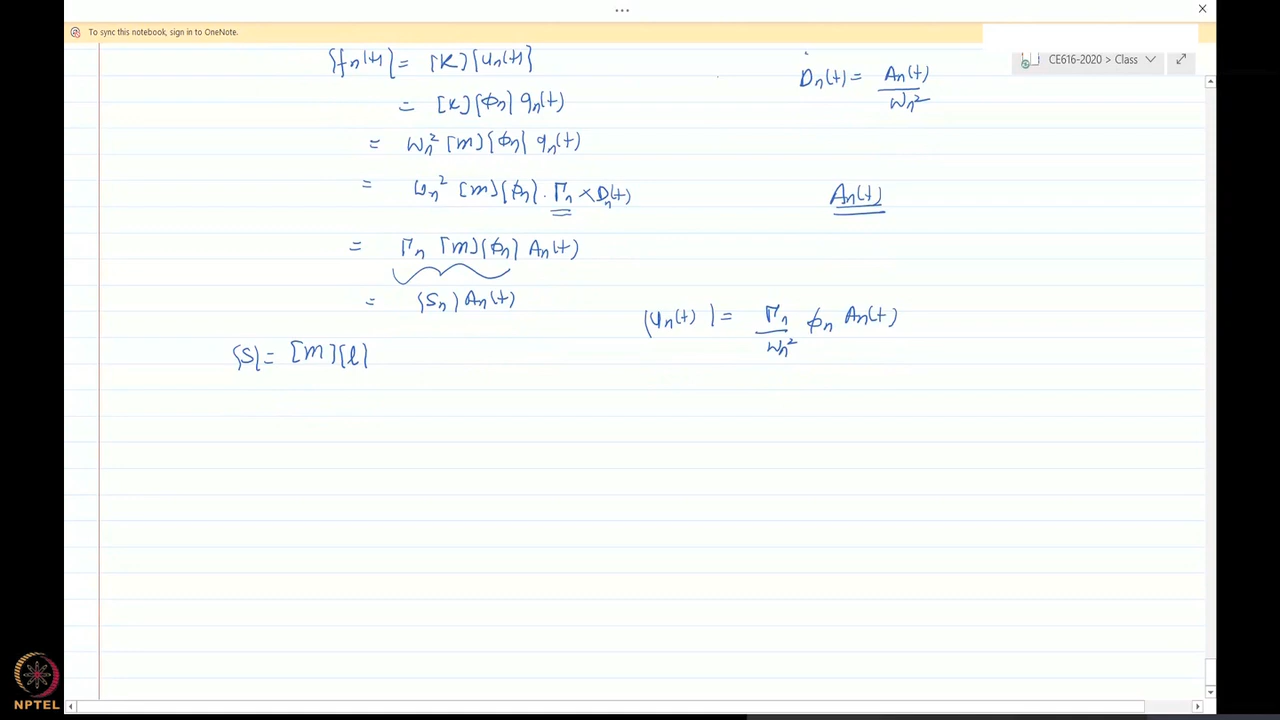 To sync this notebook, sign in to OneNote.
CE616-2020 > Class
{fn(t)} = [K]{un(t)}
= [K]{ϕn} qn(t)
Dn(t) = An(t)/ωn²
= ωn² [m]{ϕn} qn(t)
= ωn² [m]{ϕn} · Γn × Dn(t)
An(t)
= Γn [m]{ϕn} An(t)
= {Sn} An(t)
{un(t)} = Γn/ωn² ϕn An(t)
{S} = [m]{l}
NPTEL